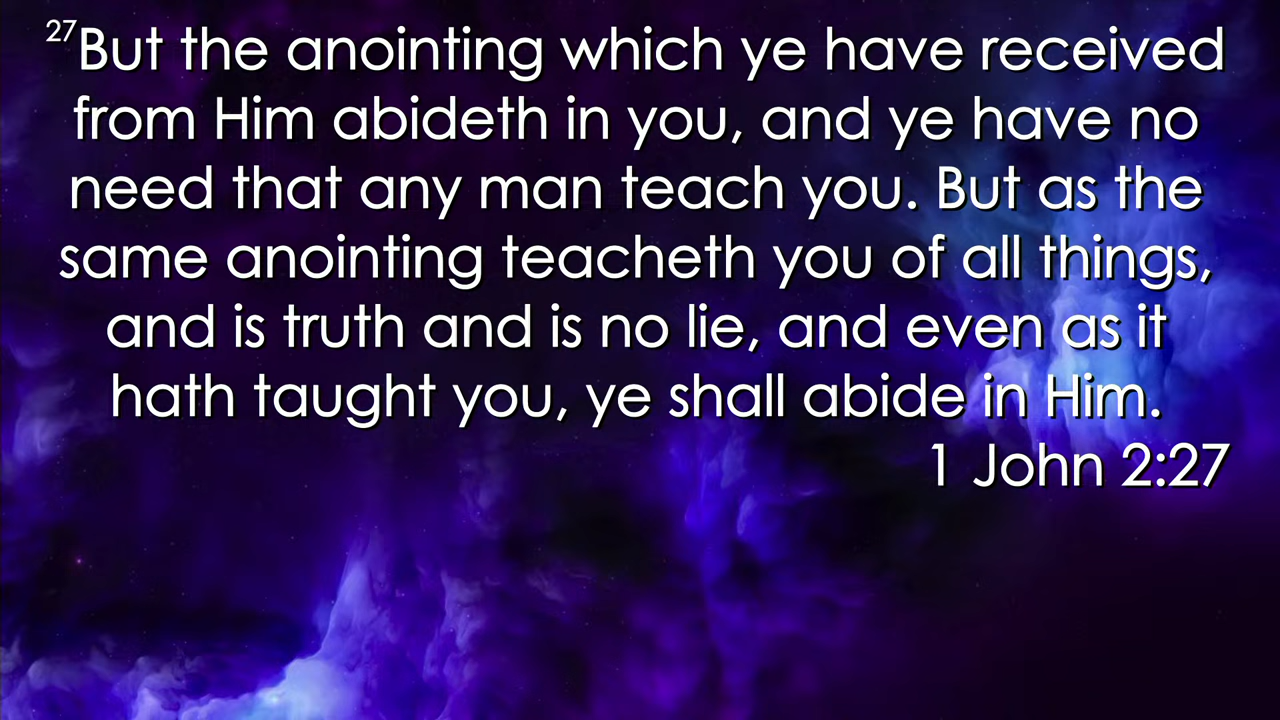 27But the anointing which ye have received
from Him abideth in you, and ye have no
need that any man teach you. But as the
same anointing teacheth you of all things,
and is truth and is no lie, and even as it
hath taught you, ye shall abide in Him.
1 John 2:27